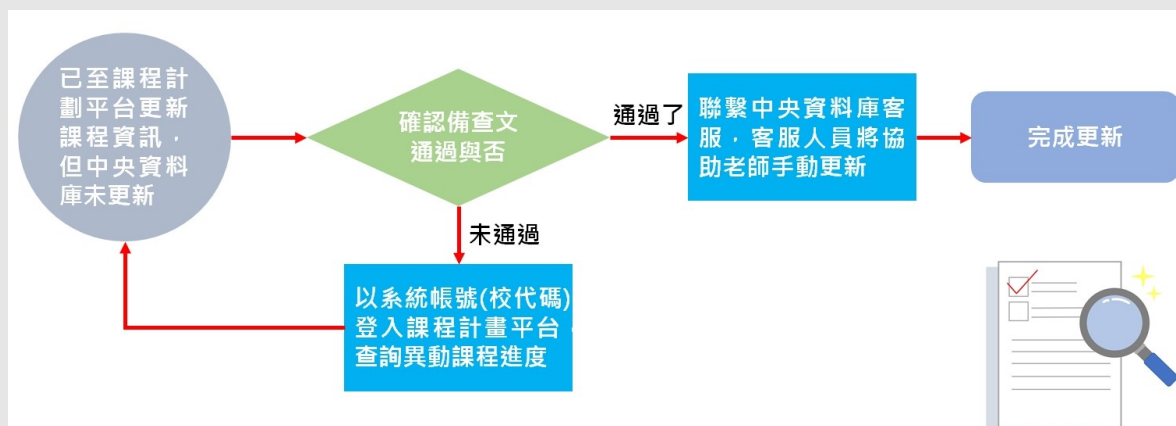 已至課程計
劃平台更新
課程資訊，
但中央資料
庫未更新
確認備查文
通過與否
通過了
聯繫中央資料庫客
服，客服人員將協
助老師手動更新
完成更新
未通過
以系統帳號(校代碼)
登入課程計畫平台，
查詢異動課程進度